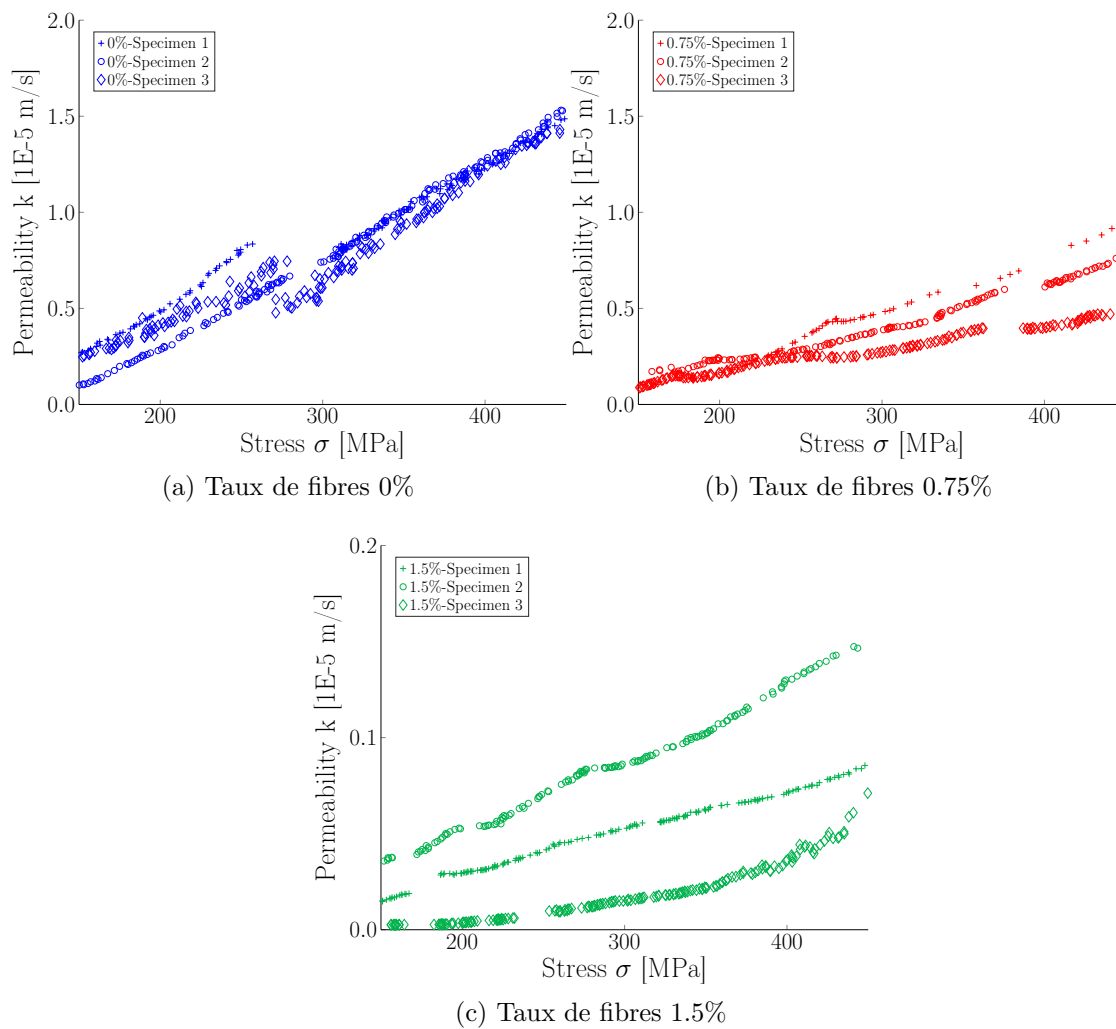 2.0
1.5
1.0
0.5
0.0
200
300
400
Permeability k [1E-5 m/s]
Stress σ [MPa]
0%-Specimen 1
0%-Specimen 2
0%-Specimen 3
(a) Taux de fibres 0%
2.0
1.5
1.0
0.5
0.0
200
300
400
Permeability k [1E-5 m/s]
Stress σ [MPa]
0.75%-Specimen 1
0.75%-Specimen 2
0.75%-Specimen 3
(b) Taux de fibres 0.75%
0.2
0.1
0.0
200
300
400
Permeability k [1E-5 m/s]
Stress σ [MPa]
1.5%-Specimen 1
1.5%-Specimen 2
1.5%-Specimen 3
(c) Taux de fibres 1.5%